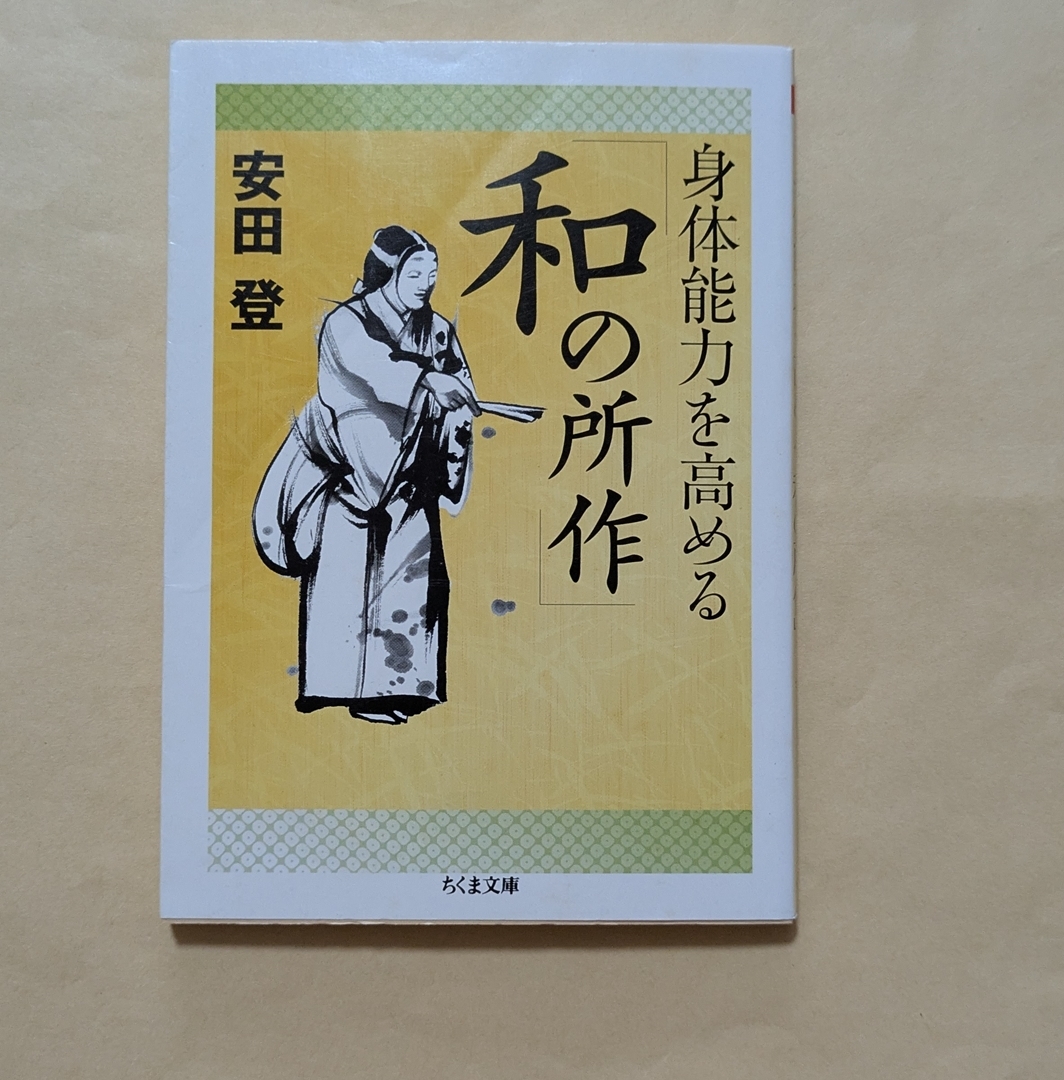 身体能力を高める
「和の所作」
安田 登
ちくま文庫